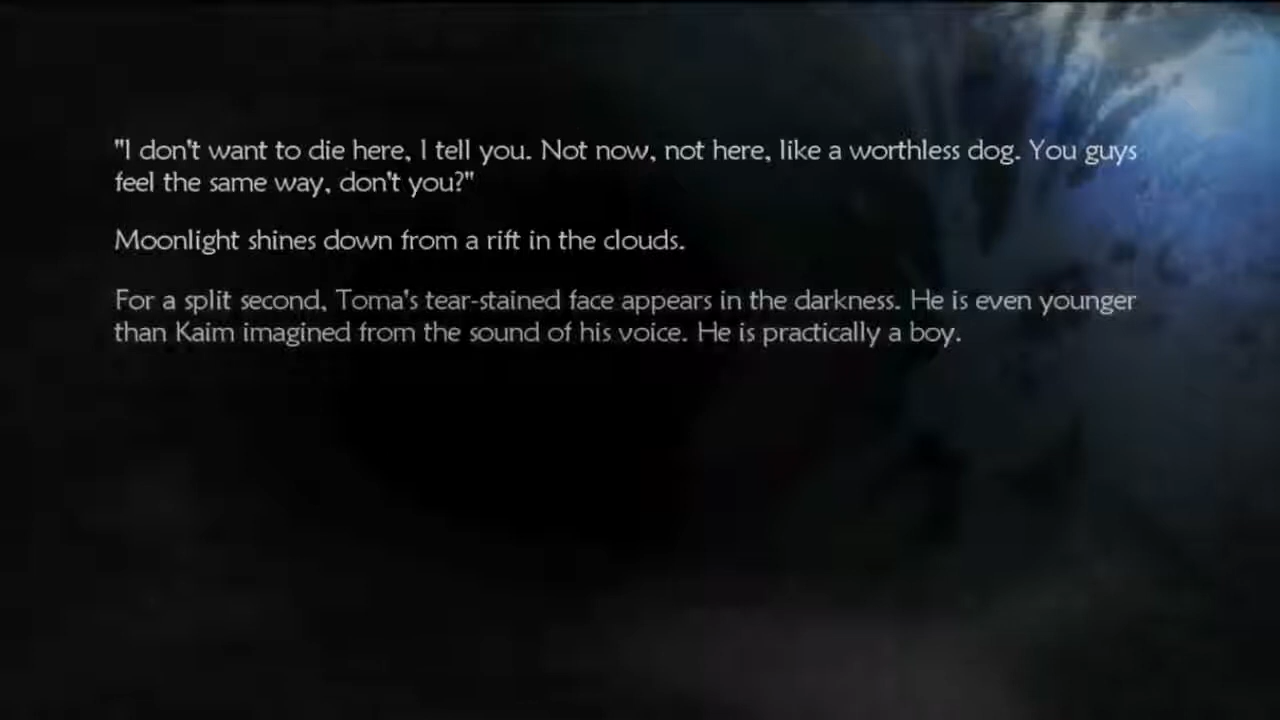 "I don't want to die here, I tell you. Not now, not here, like a worthless dog. You guys
feel the same way, don't you?"
Moonlight shines down from a rift in the clouds.
For a split second, Toma's tear-stained face appears in the darkness. He is even younger
than Kaim imagined from the sound of his voice. He is practically a boy.